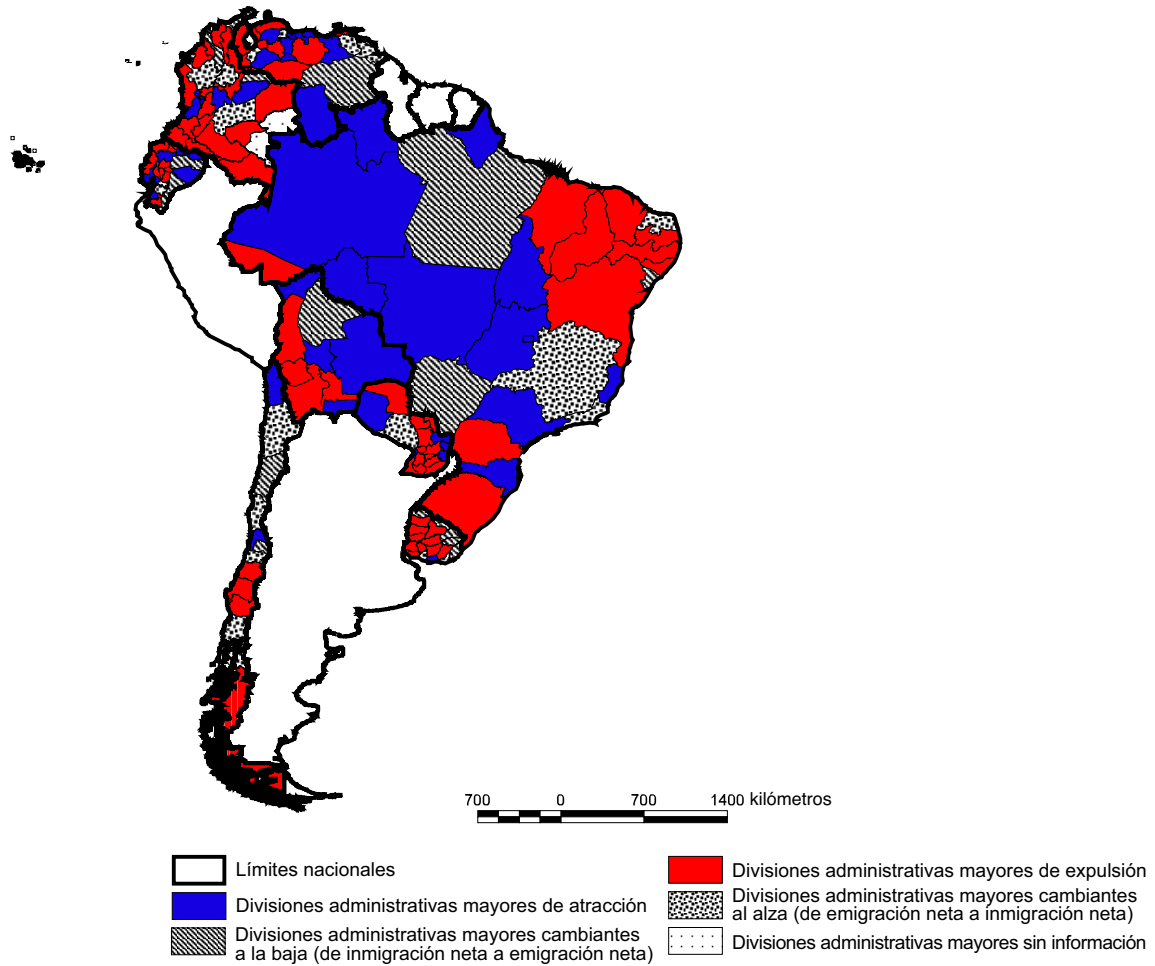 700 0 700 1400 kilómetros
Límites nacionales
Divisiones administrativas mayores de atracción
Divisiones administrativas mayores cambiantes
a la baja (de inmigración neta a emigración neta)
Divisiones administrativas mayores de expulsión
Divisiones administrativas mayores cambiantes
al alza (de emigración neta a inmigración neta)
Divisiones administrativas mayores sin información